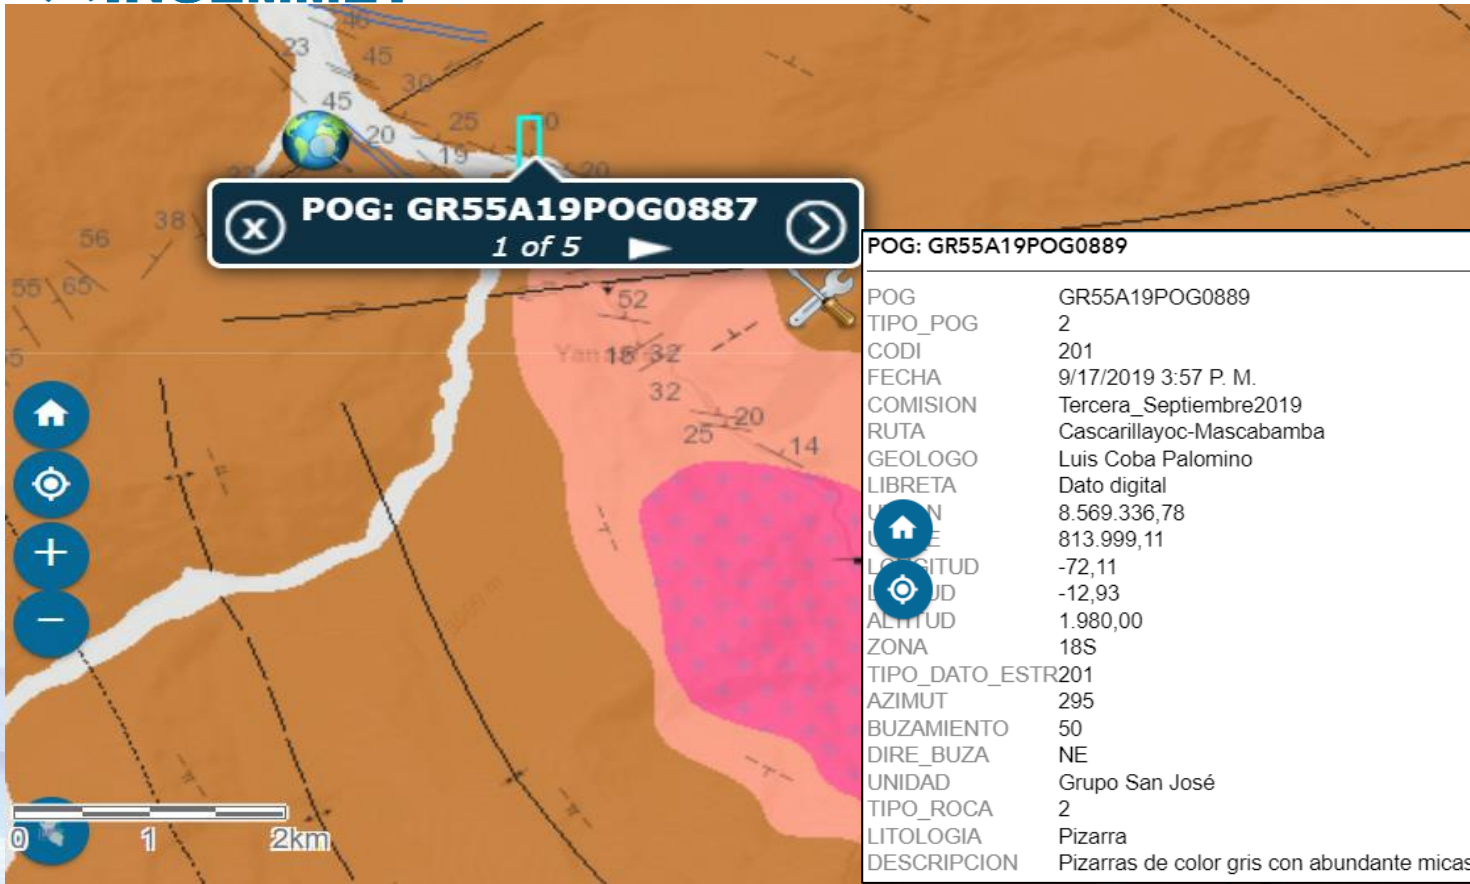 46
23
45
30
45
25
20
19
20
38
56
55
65
POG: GR55A19POG0887
1 of 5
52
32
32
20
25
14
0
1
2km
POG: GR55A19POG0889
POG GR55A19POG0889
TIPO_POG 2
CODI 201
FECHA 9/17/2019 3:57 P. M.
COMISION Tercera_Septiembre2019
RUTA Cascarillayoc-Mascabamba
GEOLOGO Luis Coba Palomino
LIBRETA Dato digital
8.569.336,78
813.999,11
LONGITUD -72,11
-12,93
ALTITUD 1.980,00
ZONA 18S
TIPO_DATO_ESTR201
AZIMUT 295
BUZAMIENTO 50
DIRE_BUZA NE
UNIDAD Grupo San José
TIPO_ROCA 2
LITOLOGIA Pizarra
DESCRIPCION Pizarras de color gris con abundante micas